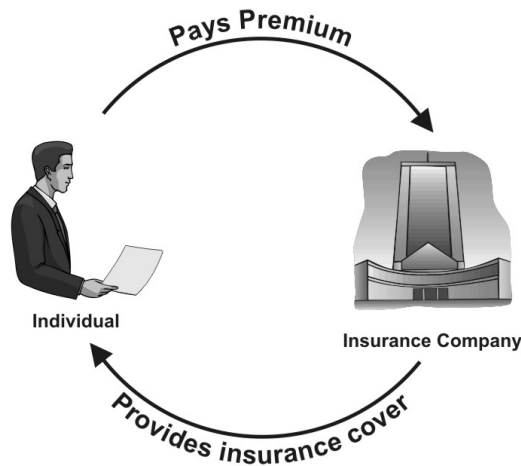 Pays Premium
Individual
Insurance Company
Provides insurance cover